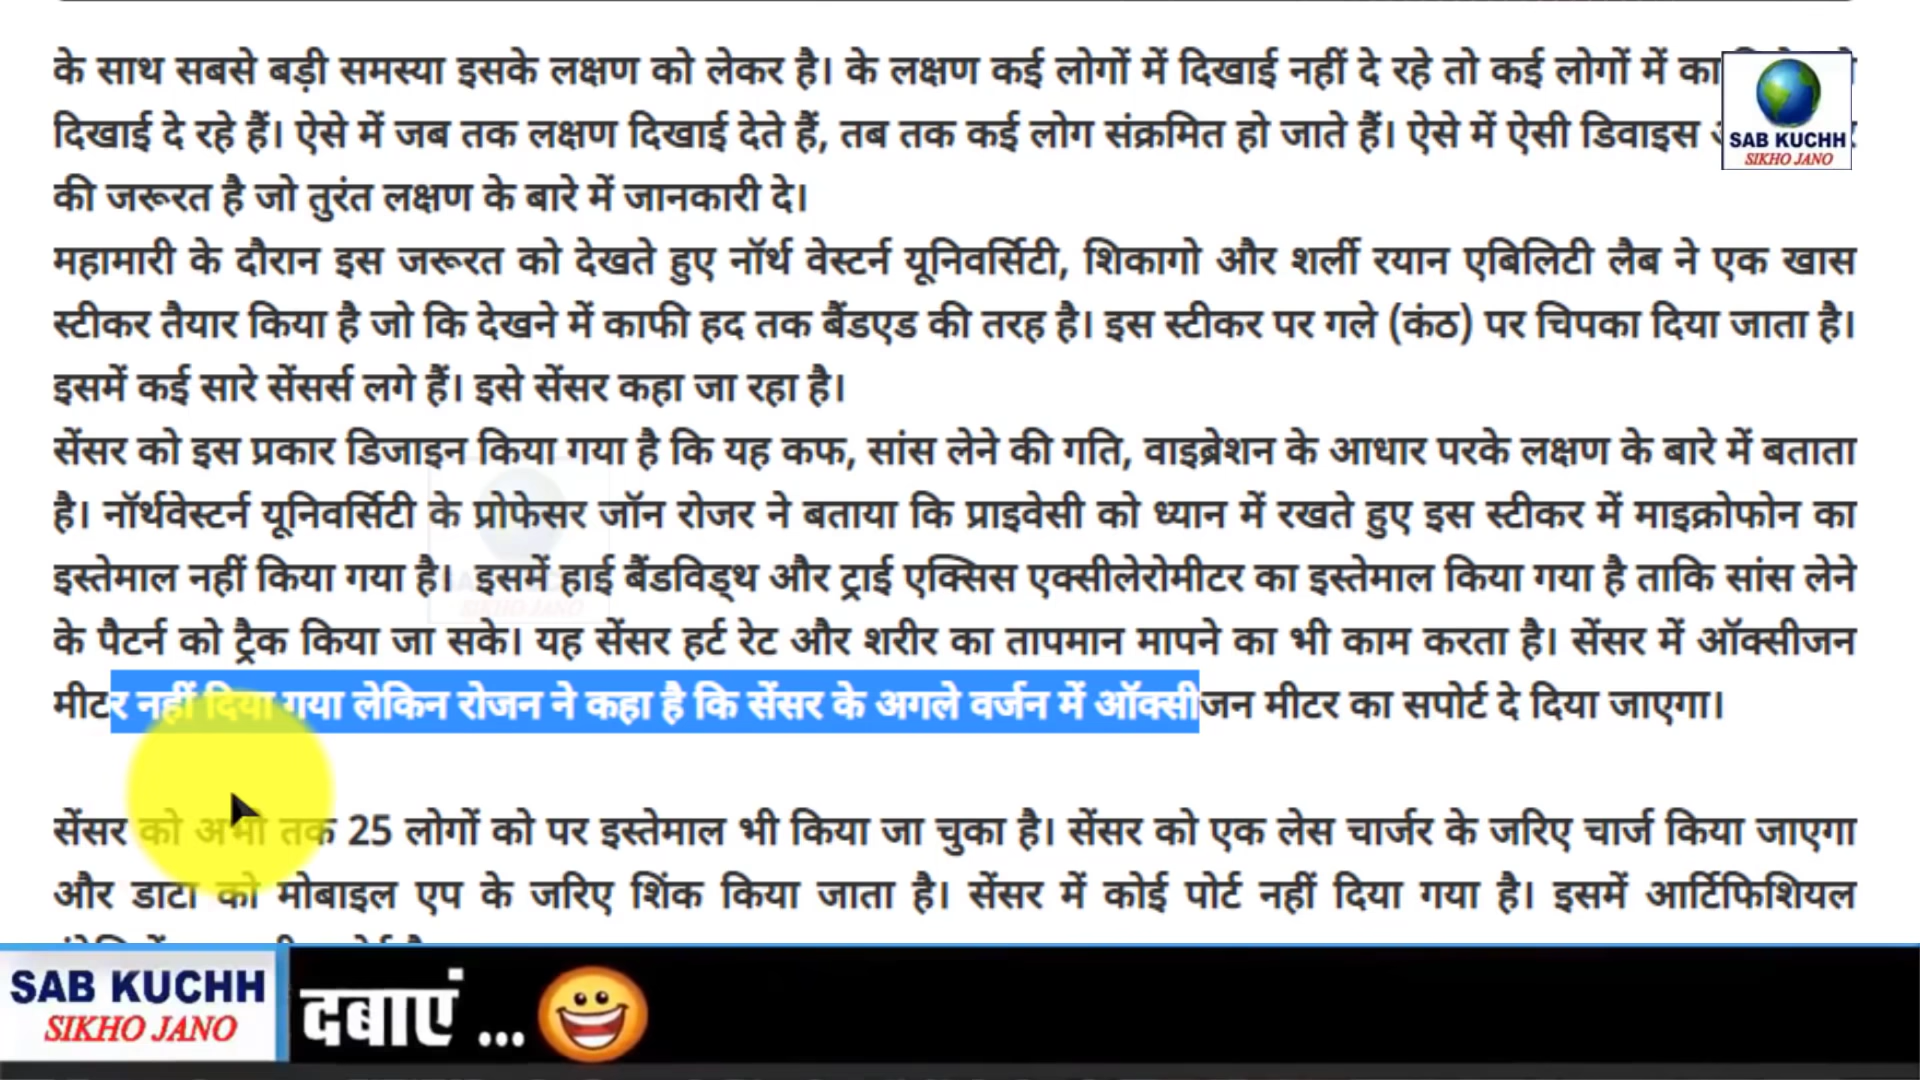 के साथ सबसे बड़ी समस्या इसके लक्षण को लेकर है। के लक्षण कई लोगों में दिखाई नहीं दे रहे तो कई लोगों में
दिखाई दे रहे हैं। ऐसे में जब तक लक्षण दिखाई देते हैं, तब तक कई लोग संक्रमित हो जाते हैं। ऐसे में ऐसी डिवाइस
SAB KUCHH
SIKHO JANO
की जरूरत है जो तुरंत लक्षण के बारे में जानकारी दे।
महामारी के दौरान इस जरूरत को देखते हुए नॉर्थ वेस्टर्न यूनिवर्सिटी, शिकागो और शर्ली रयान एबिलिटी लैब ने एक खास
स्टीकर तैयार किया है जो कि देखने में काफी हद तक बैंडएड की तरह है। इस स्टीकर पर गले (कंठ) पर चिपका दिया जाता है।
इसमें कई सारे सेंसर्स लगे हैं। इसे सेंसर कहा जा रहा है।
सेंसर को इस प्रकार डिजाइन किया गया है कि यह कफ, सांस लेने की गति, वाइब्रेशन के आधार परके लक्षण के बारे में बताता
है। नॉर्थवेस्टर्न यूनिवर्सिटी के प्रोफेसर जॉन रोजर ने बताया कि प्राइवेसी को ध्यान में रखते हुए इस स्टीकर में माइक्रोफोन का
इस्तेमाल नहीं किया गया है। इसमें हाई बैंडविड्थ और ट्राई एक्सिस एक्सीलेरोमीटर का इस्तेमाल किया गया है ताकि सांस लेने
के पैटर्न को ट्रैक किया जा सके। यह सेंसर हर्ट रेट और शरीर का तापमान मापने का भी काम करता है। सेंसर में ऑक्सीजन
मीटर नहीं दिया गया लेकिन रोजन ने कहा है कि सेंसर के अगले वर्जन में ऑक्सीजन मीटर का सपोर्ट दे दिया जाएगा।
सेंसर को अभी तक 25 लोगों को पर इस्तेमाल भी किया जा चुका है। सेंसर को एक लेस चार्जर के जरिए चार्ज किया जाएगा
और डाटा को मोबाइल एप के जरिए शिंक किया जाता है। सेंसर में कोई पोर्ट नहीं दिया गया है। इसमें आर्टिफिशियल
SAB KUCHH
SIKHO JANO
दबाएं ...